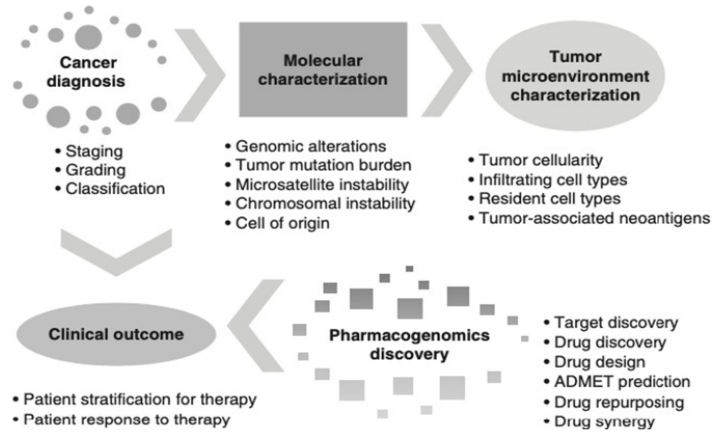 Cancer
diagnosis
• Staging
• Grading
• Classification
Molecular
characterization
• Genomic alterations
• Tumor mutation burden
• Microsatellite instability
• Chromosomal instability
• Cell of origin
Tumor
microenvironment
characterization
• Tumor cellularity
• Infiltrating cell types
• Resident cell types
• Tumor-associated neoantigens
Clinical outcome
• Patient stratification for therapy
• Patient response to therapy
Pharmacogenomics
discovery
• Target discovery
• Drug discovery
• Drug design
• ADMET prediction
• Drug repurposing
• Drug synergy